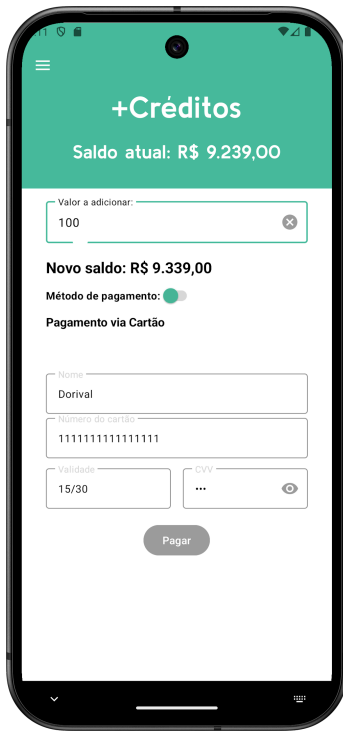 11
+Créditos
Saldo atual: R$ 9.239,00
Valor a adicionar:
100
Novo saldo: R$ 9.339,00
Método de pagamento:
Pagamento via Cartão
Nome
Dorival
Número do cartão
1111111111111111
Validade
15/30
CVV
•••
Pagar